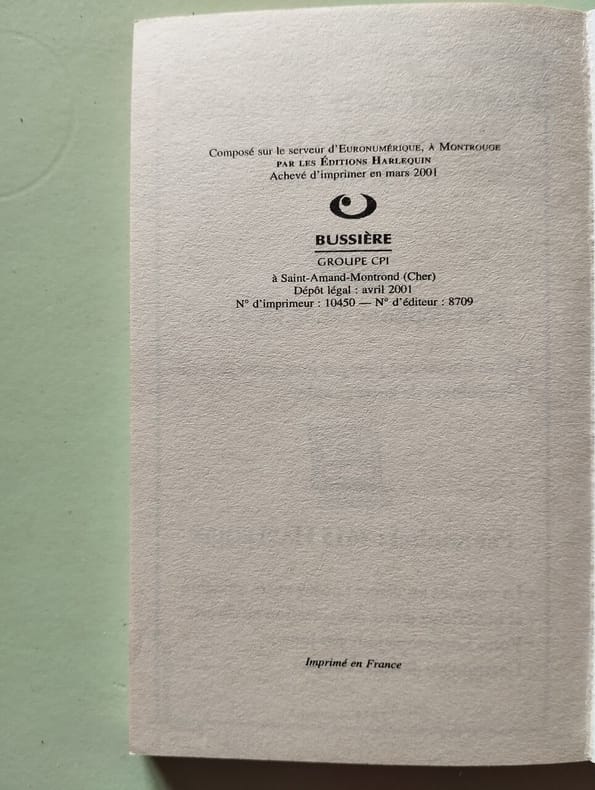 Composé sur le serveur d'EURONUMÉRIQUE, À MONTROUGE
PAR LES ÉDITIONS HARLEQUIN
Achevé d'imprimer en mars 2001
BUSSIÈRE
GROUPE CPI
à Saint-Amand-Montrond (Cher)
Dépôt légal : avril 2001
N° d'imprimeur : 10450 — N° d'éditeur : 8709
Imprimé en France